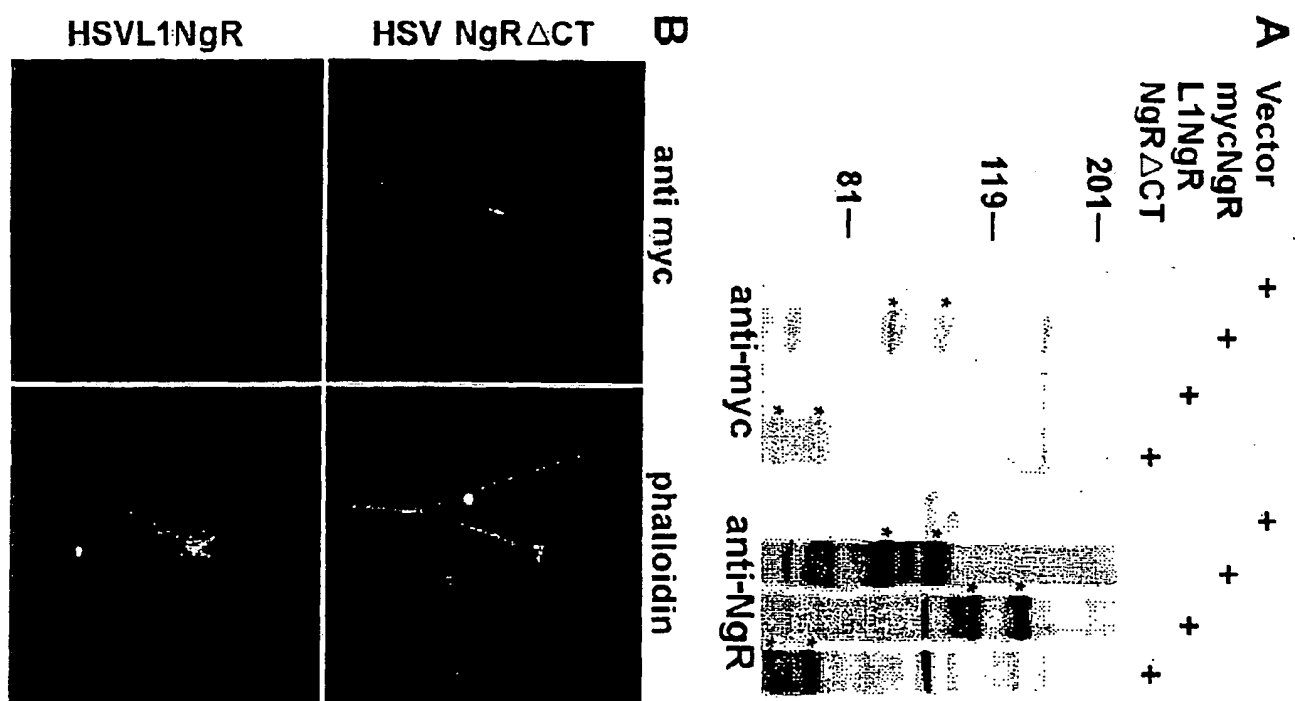 A
Vector + +
mycNgR + +
L1NgR + +
NgR△CT + +
201—
119—
81—
* * * * * * * * * *
anti-myc anti-NgR
B
anti myc phalloidin
HSV NgR△CT
HSVL1NgR